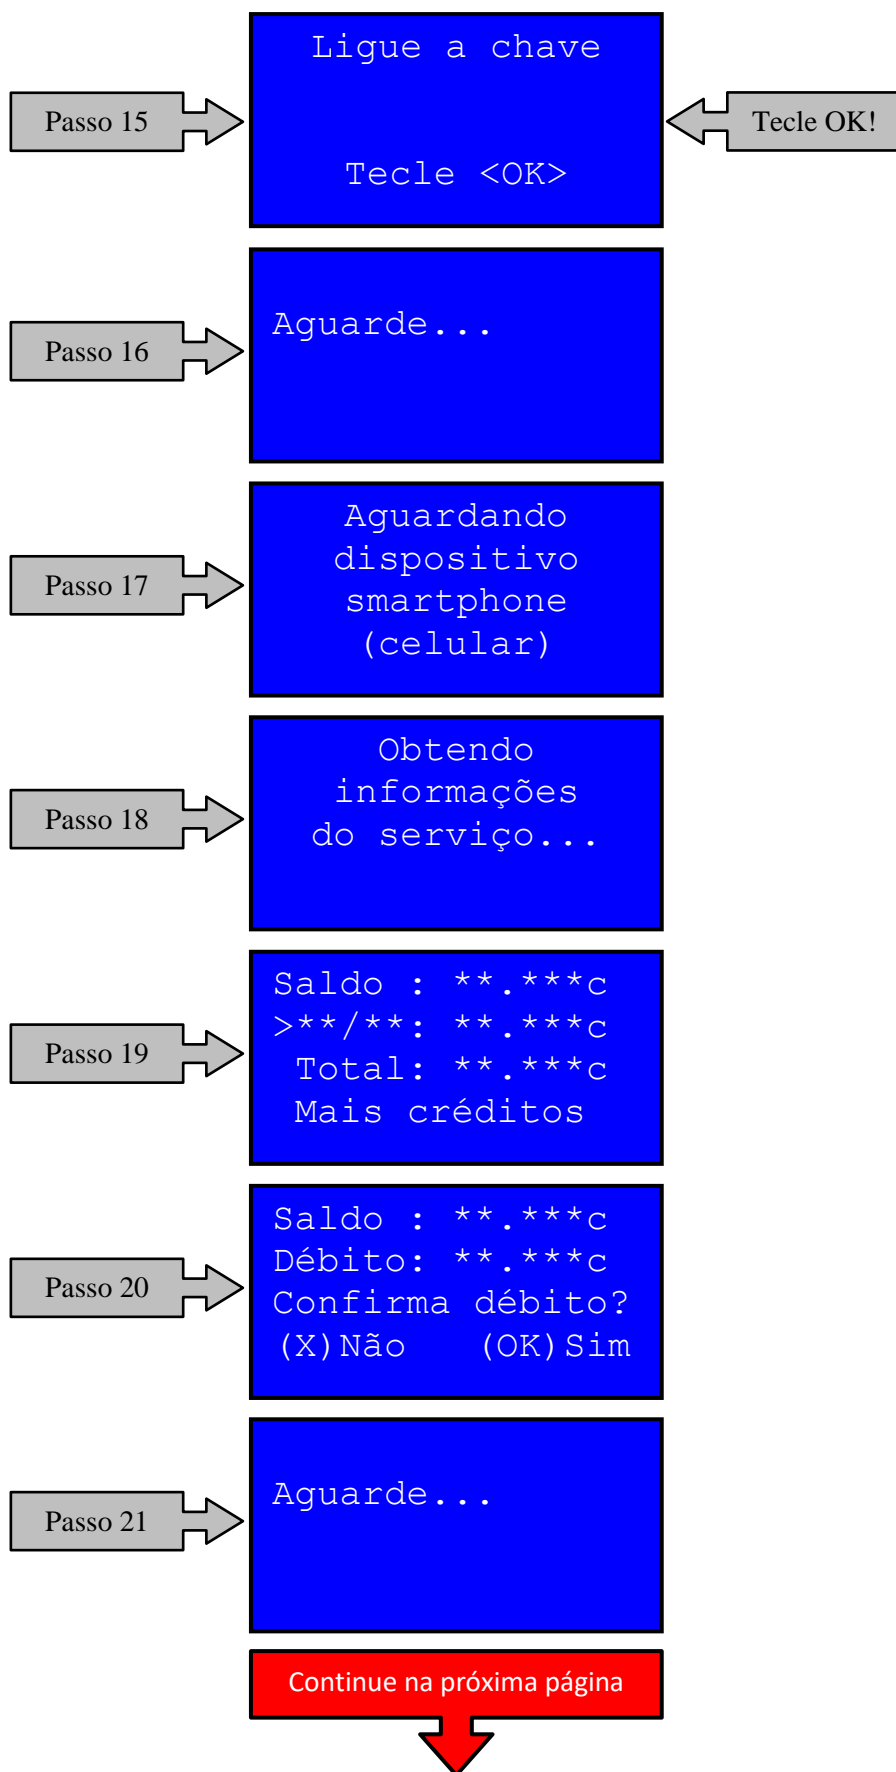 Ligue a chave
Passo 15
Tecle OK!
Tecle <OK>
Aguarde...
Passo 16
Aguardando
dispositivo
Passo 17
smartphone
(celular)
Obtendo
informações
Passo 18
do serviço...
Saldo : **.***c
>**/**: **.***c
Passo 19
Total: **.***c
Mais créditos
Saldo : **.***c
Débito: **.***c
Passo 20
Confirma débito?
(X)Não (OK)Sim
Aguarde...
Passo 21
Continue na próxima página